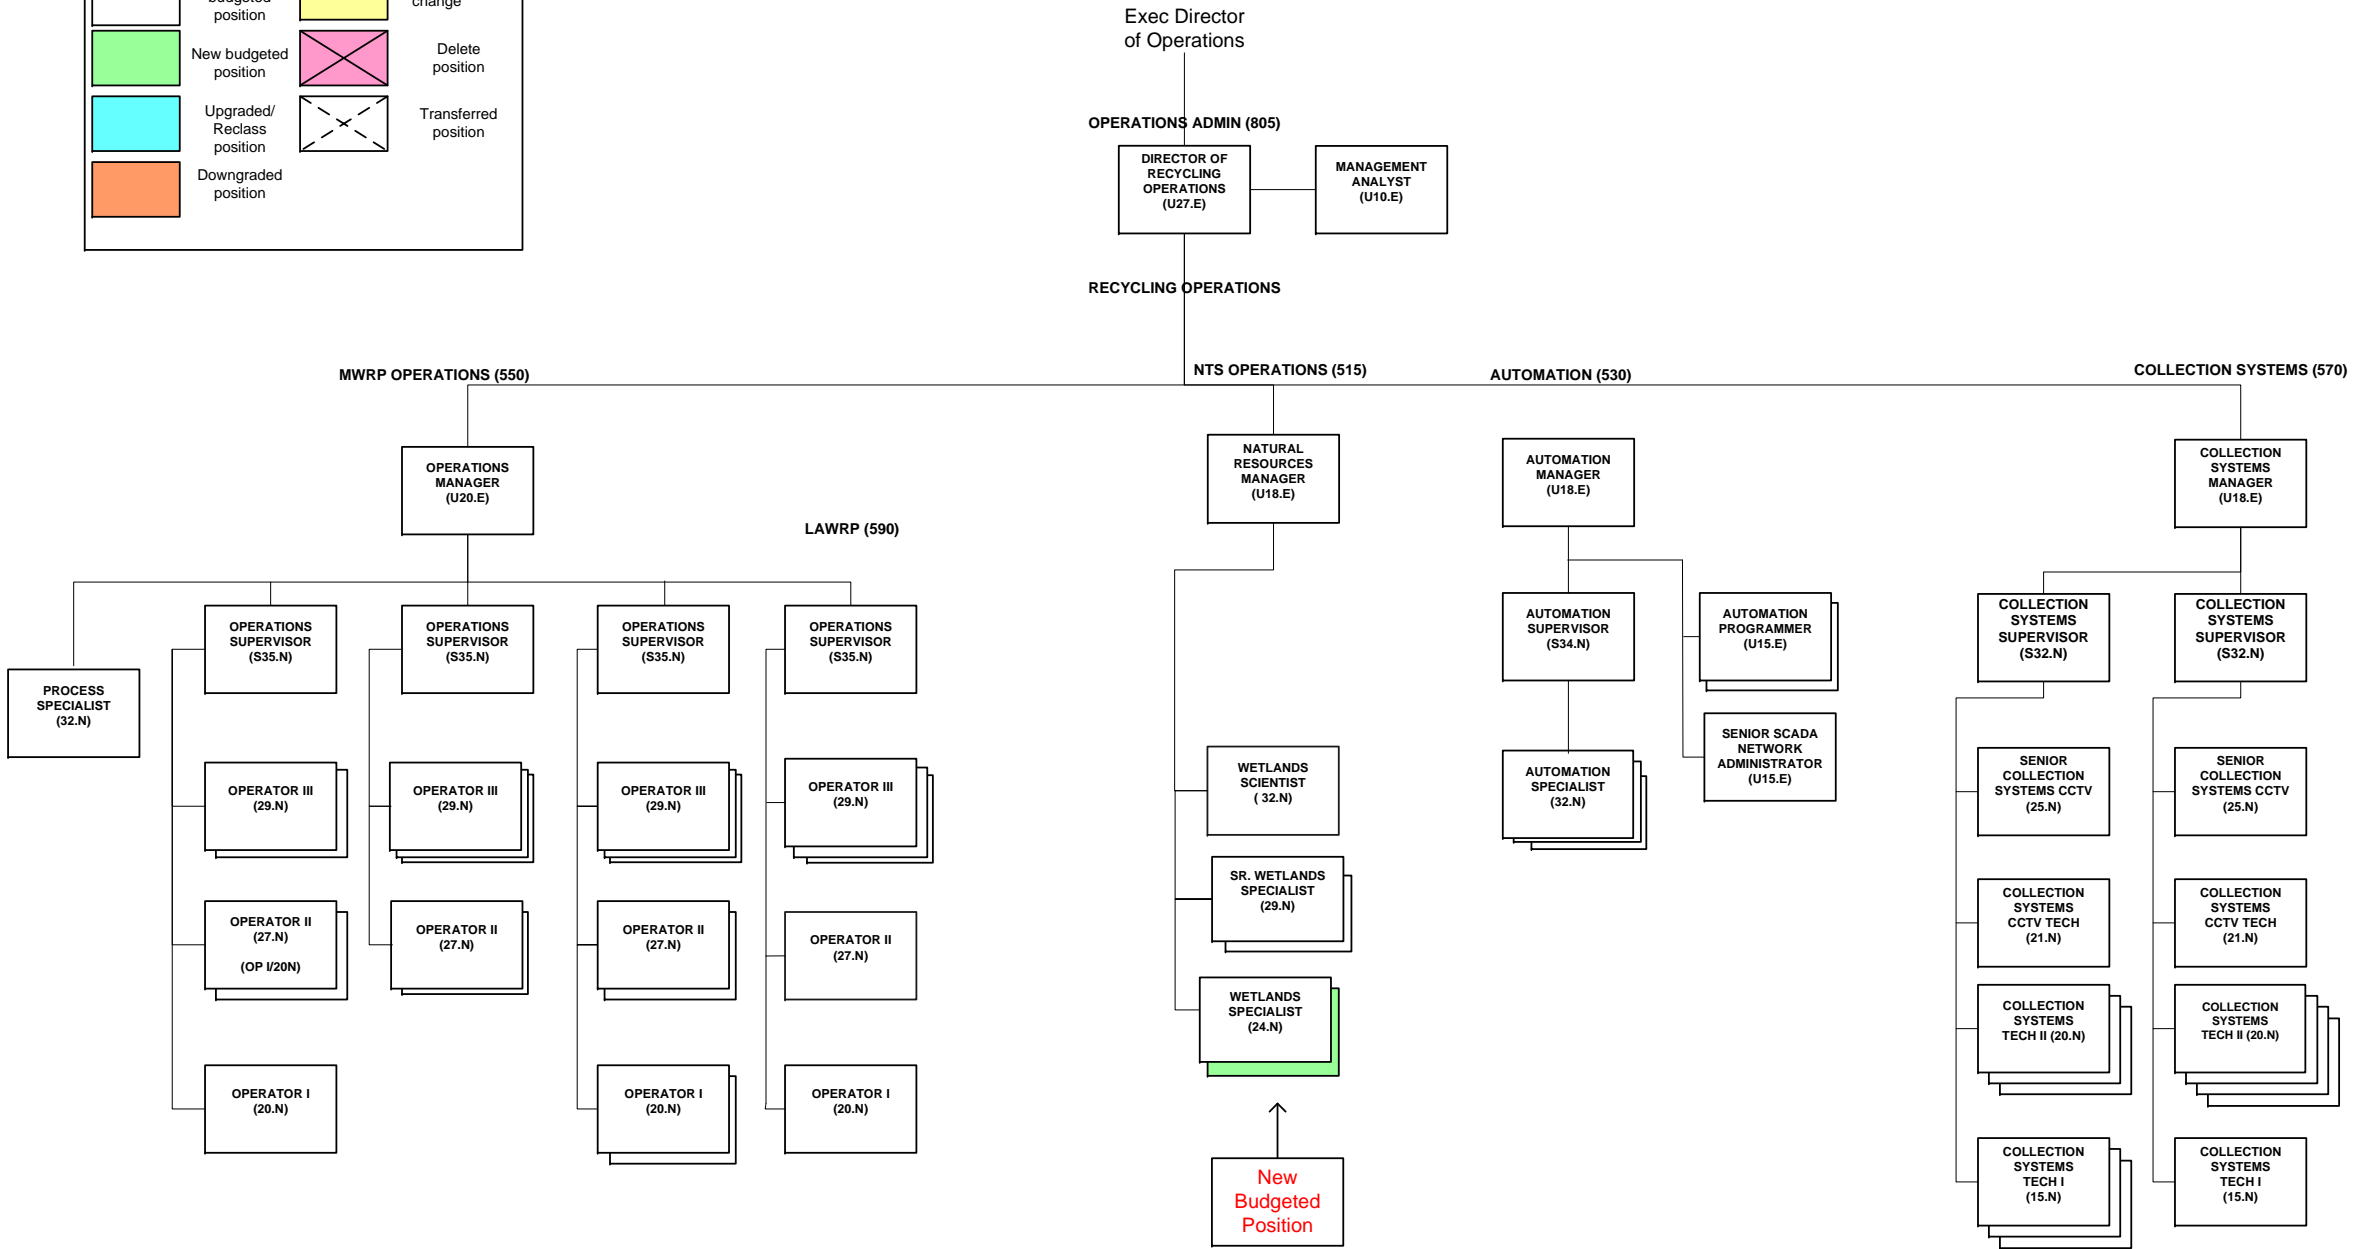 budgeted
position
change
New budgeted
position
Delete
position
Upgraded/
Reclass
position
Transferred
position
Downgraded
position
Exec Director
of Operations
OPERATIONS ADMIN (805)
DIRECTOR OF
RECYCLING
OPERATIONS
(U27.E)
MANAGEMENT
ANALYST
(U10.E)
RECYCLING OPERATIONS
MWRP OPERATIONS (550)
NTS OPERATIONS (515)
AUTOMATION (530)
COLLECTION SYSTEMS (570)
OPERATIONS
MANAGER
(U20.E)
NATURAL
RESOURCES
MANAGER
(U18.E)
AUTOMATION
MANAGER
(U18.E)
COLLECTION
SYSTEMS
MANAGER
(U18.E)
LAWRP (590)
PROCESS
SPECIALIST
(32.N)
OPERATIONS
SUPERVISOR
(S35.N)
OPERATIONS
SUPERVISOR
(S35.N)
OPERATIONS
SUPERVISOR
(S35.N)
OPERATIONS
SUPERVISOR
(S35.N)
AUTOMATION
SUPERVISOR
(S34.N)
AUTOMATION
PROGRAMMER
(U15.E)
COLLECTION
SYSTEMS
SUPERVISOR
(S32.N)
COLLECTION
SYSTEMS
SUPERVISOR
(S32.N)
OPERATOR III
(29.N)
OPERATOR III
(29.N)
OPERATOR III
(29.N)
OPERATOR III
(29.N)
WETLANDS
SCIENTIST
( 32.N)
AUTOMATION
SPECIALIST
(32.N)
SENIOR SCADA
NETWORK
ADMINISTRATOR
(U15.E)
SENIOR
COLLECTION
SYSTEMS CCTV
(25.N)
SENIOR
COLLECTION
SYSTEMS CCTV
(25.N)
OPERATOR II
(27.N)
(OP I/20N)
OPERATOR II
(27.N)
OPERATOR II
(27.N)
OPERATOR II
(27.N)
SR. WETLANDS
SPECIALIST
(29.N)
COLLECTION
SYSTEMS
CCTV TECH
(21.N)
COLLECTION
SYSTEMS
CCTV TECH
(21.N)
WETLANDS
SPECIALIST
(24.N)
COLLECTION
SYSTEMS
TECH II (20.N)
COLLECTION
SYSTEMS
TECH II (20.N)
OPERATOR I
(20.N)
OPERATOR I
(20.N)
OPERATOR I
(20.N)
New
Budgeted
Position
COLLECTION
SYSTEMS
TECH I
(15.N)
COLLECTION
SYSTEMS
TECH I
(15.N)